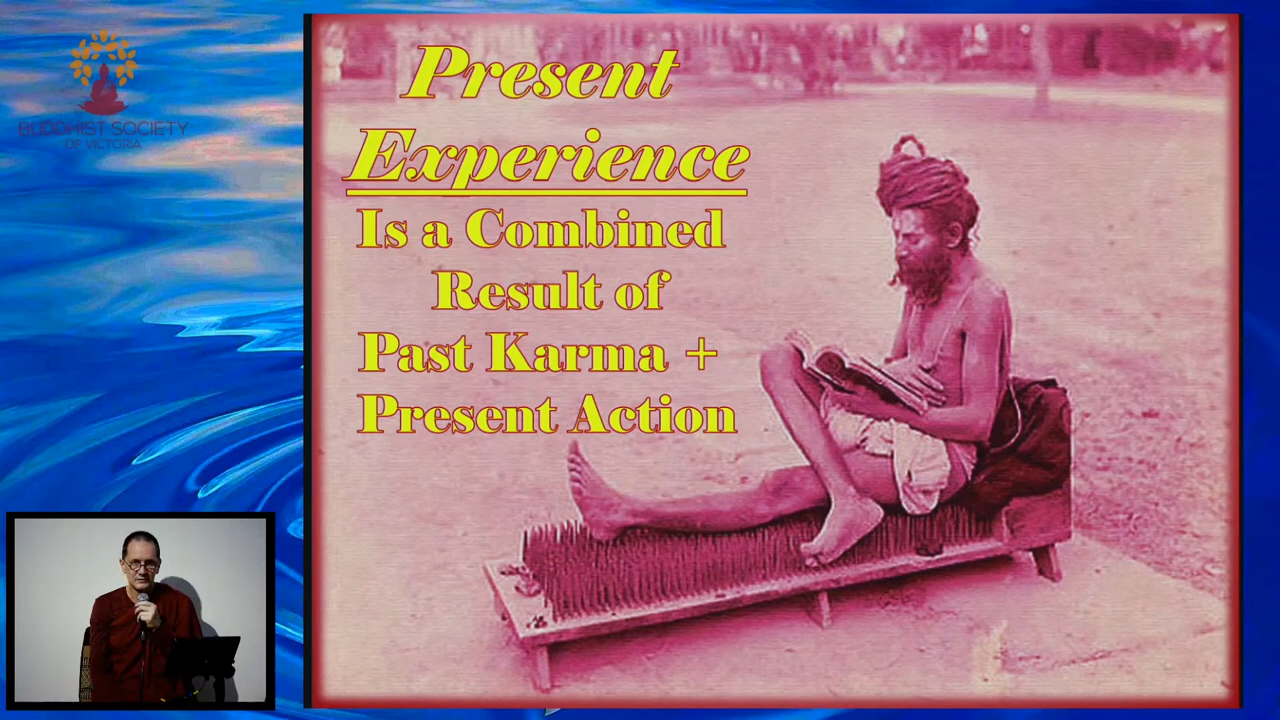 BUDDHIST SOCIETY
OF VICTORIA
Present
Experience
Is a Combined
Result of
Past Karma +
Present Action